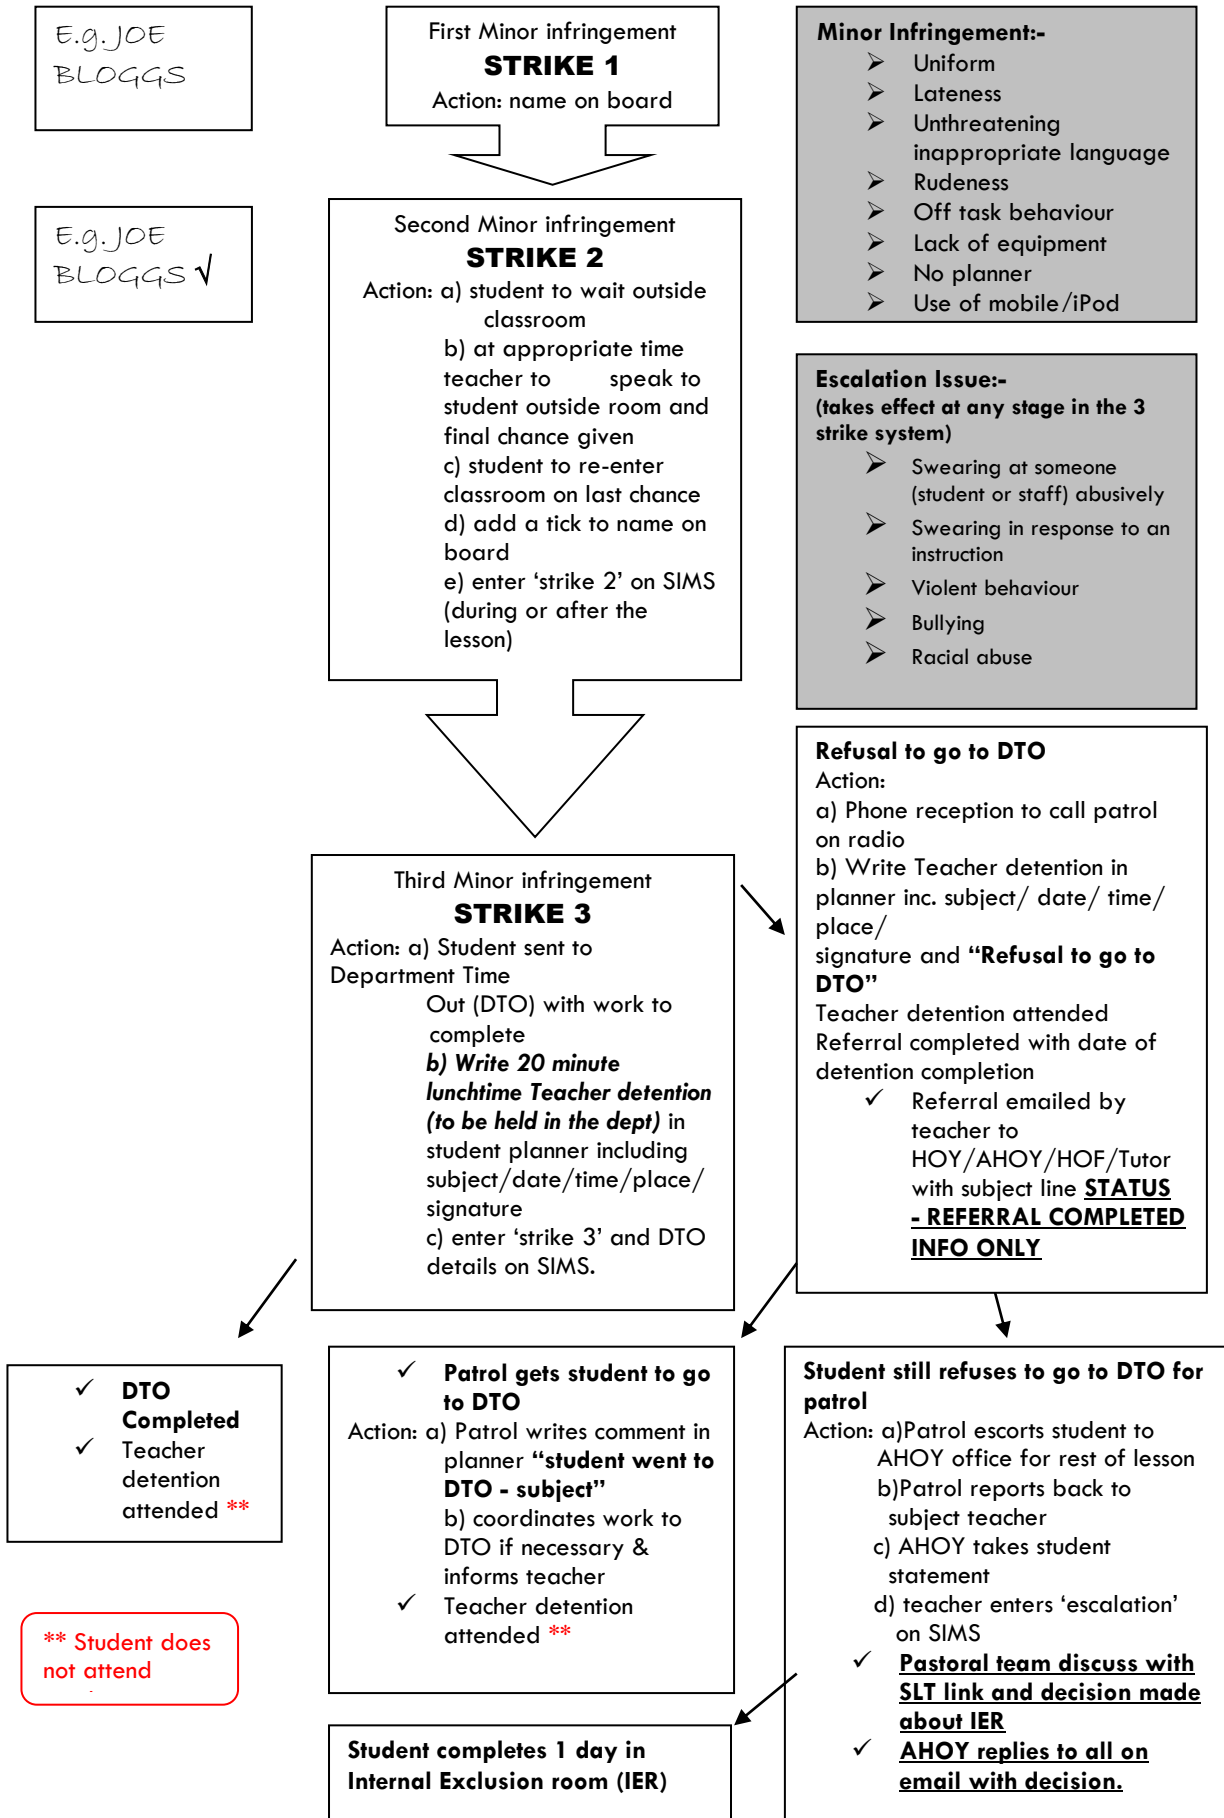 E.g. JOE
BLOGGS
First Minor infringement
STRIKE 1
Action: name on board
Minor Infringement:-
➢ Uniform
➢ Lateness
➢ Unthreatening
inappropriate language
➢ Rudeness
➢ Off task behaviour
➢ Lack of equipment
➢ No planner
➢ Use of mobile/iPod
E.g. JOE
BLOGGS √
Second Minor infringement
STRIKE 2
Action: a) student to wait outside
classroom
b) at appropriate time
teacher to speak to
student outside room and
final chance given
c) student to re-enter
classroom on last chance
d) add a tick to name on
board
e) enter ‘strike 2’ on SIMS
(during or after the
lesson)
Escalation Issue:-
(takes effect at any stage in the 3
strike system)
➢ Swearing at someone
(student or staff) abusively
➢ Swearing in response to an
instruction
➢ Violent behaviour
➢ Bullying
➢ Racial abuse
Third Minor infringement
STRIKE 3
Action: a) Student sent to
Department Time
Out (DTO) with work to
complete
b) Write 20 minute
lunchtime Teacher detention
(to be held in the dept) in
student planner including
subject/date/time/place/
signature
c) enter ‘strike 3’ and DTO
details on SIMS.
Refusal to go to DTO
Action:
a) Phone reception to call patrol
on radio
b) Write Teacher detention in
planner inc. subject/ date/ time/
place/
signature and “Refusal to go to
DTO”
Teacher detention attended
Referral completed with date of
detention completion
✓ Referral emailed by
teacher to
HOY/AHOY/HOF/Tutor
with subject line STATUS
- REFERRAL COMPLETED
INFO ONLY
✓ DTO
Completed
✓ Teacher
detention
attended **
✓ Patrol gets student to go
to DTO
Action: a) Patrol writes comment in
planner “student went to
DTO - subject”
b) coordinates work to
DTO if necessary &
informs teacher
✓ Teacher detention
attended **
Student still refuses to go to DTO for
patrol
Action: a)Patrol escorts student to
AHOY office for rest of lesson
b)Patrol reports back to
subject teacher
c) AHOY takes student
statement
d) teacher enters ‘escalation’
on SIMS
✓ Pastoral team discuss with
SLT link and decision made
about IER
✓ AHOY replies to all on
email with decision.
** Student does
not attend
Student completes 1 day in
Internal Exclusion room (IER)